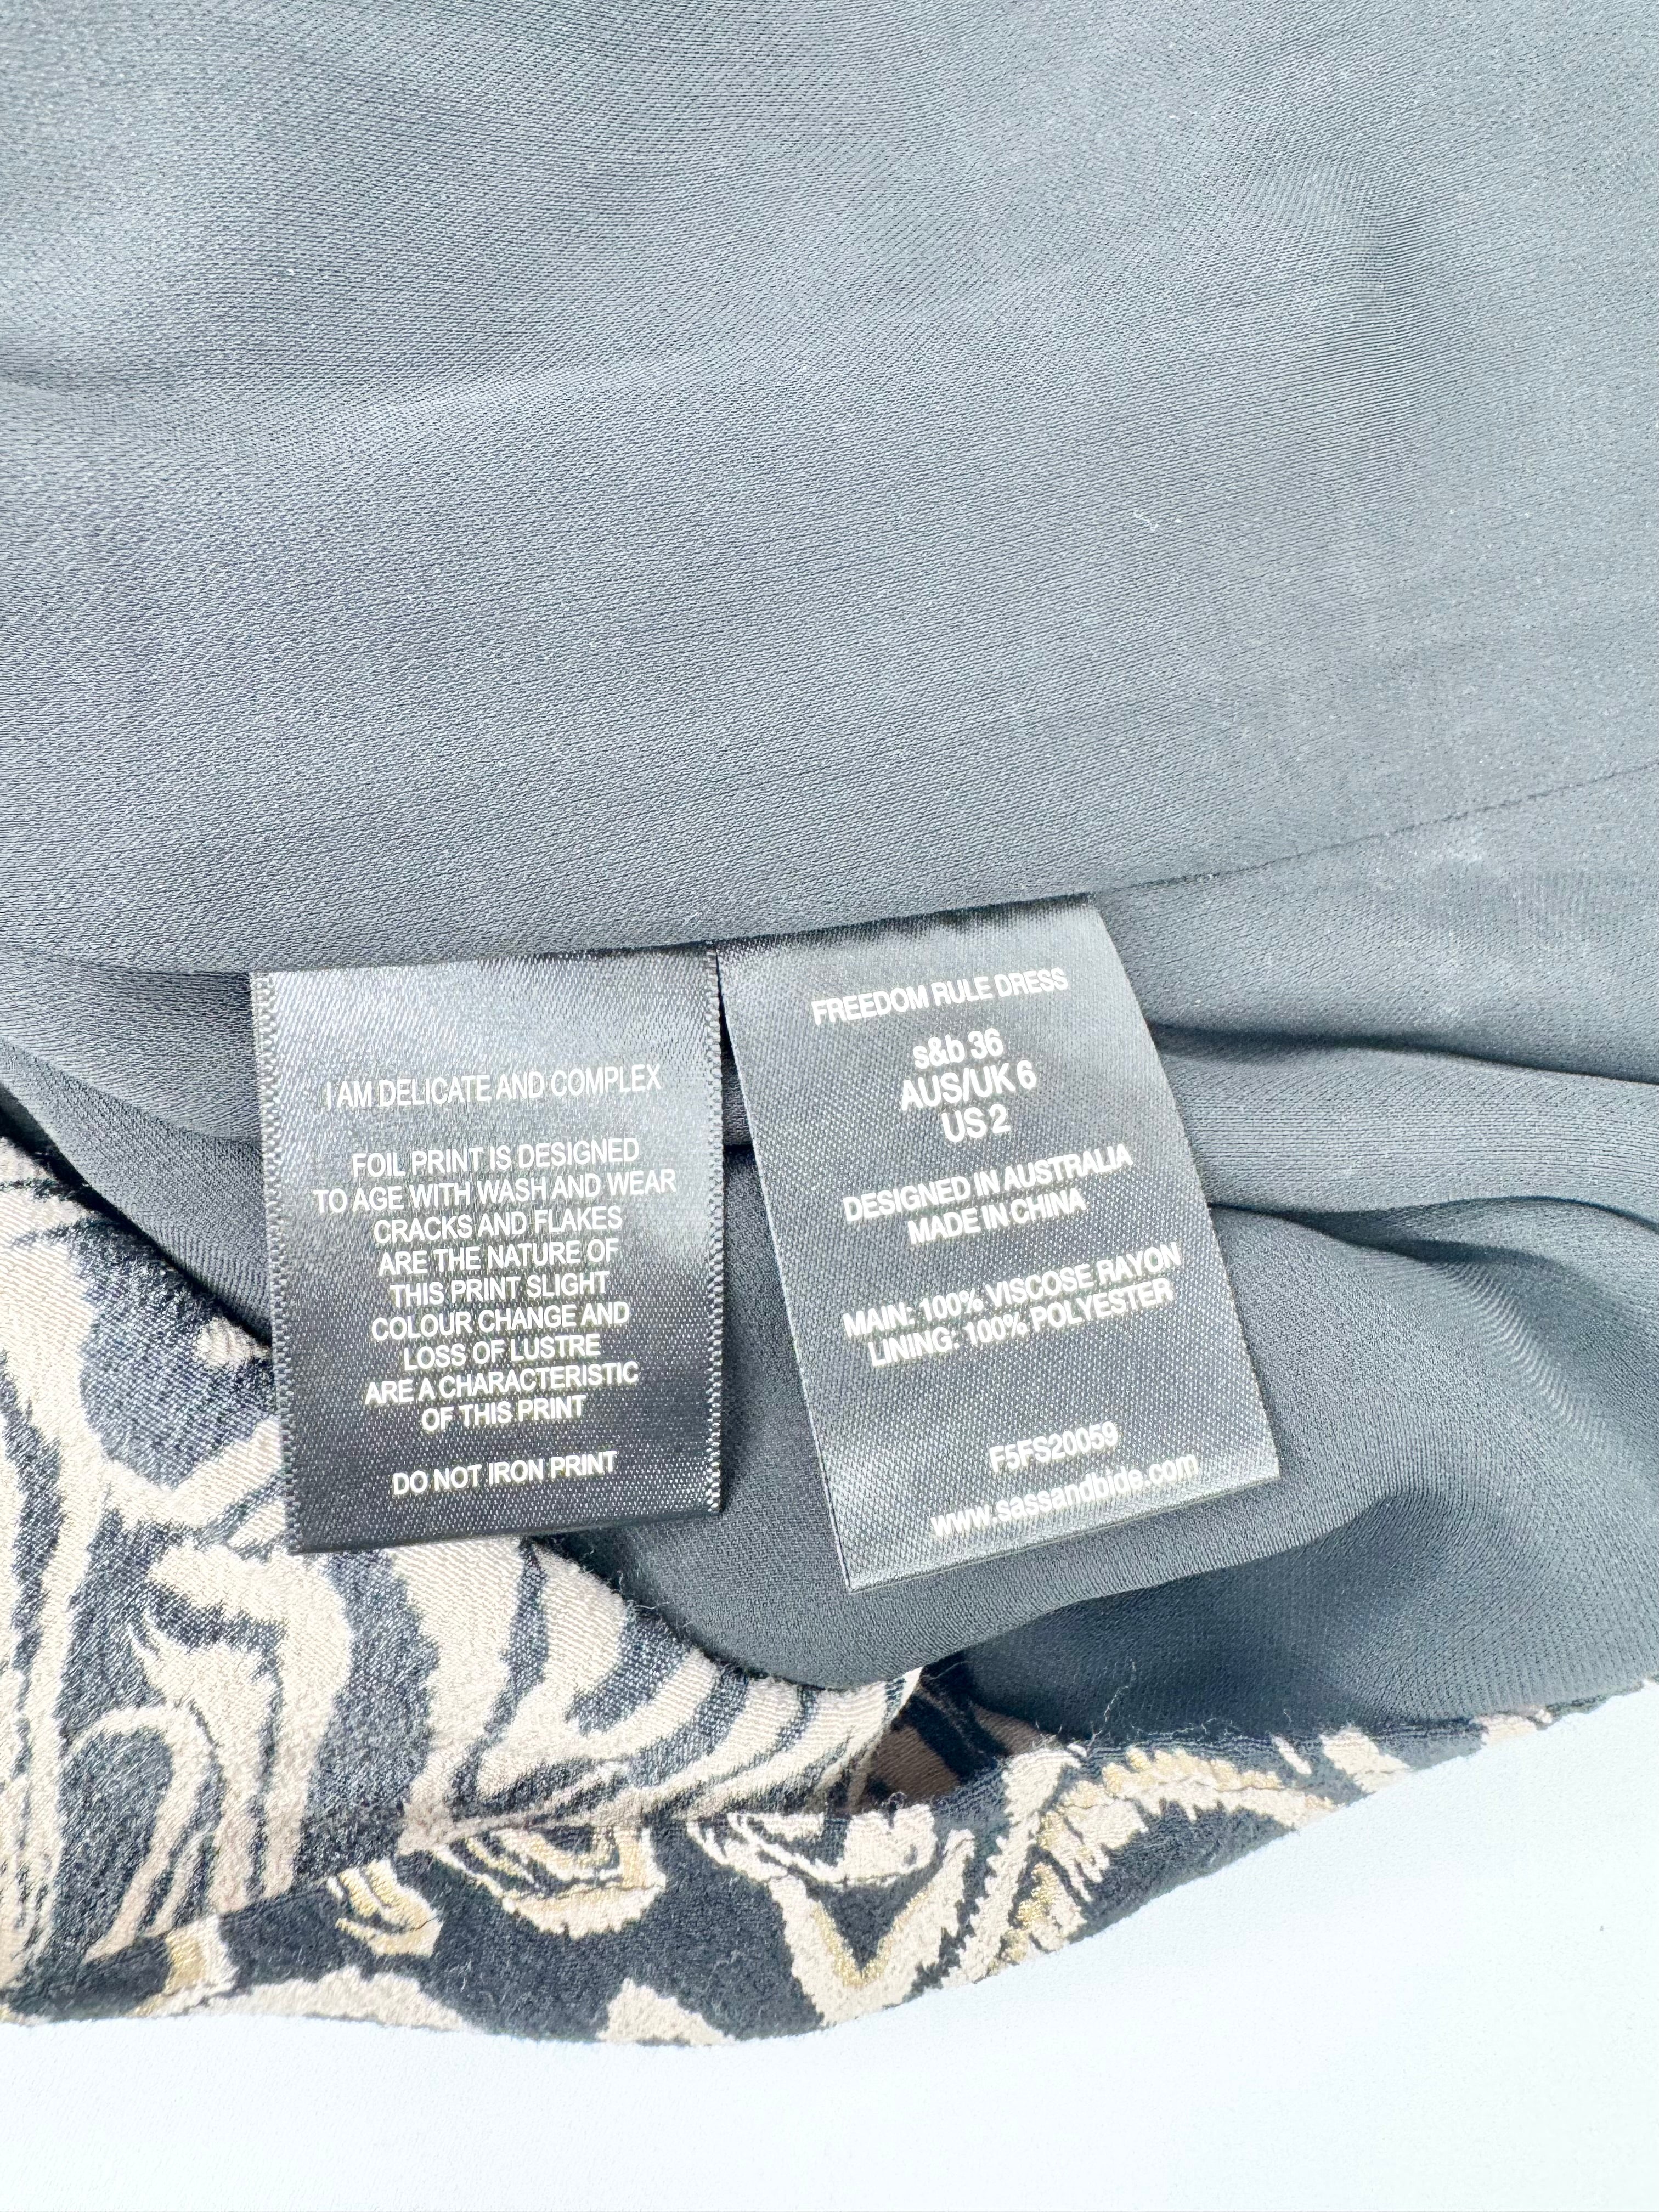 I AM DELICATE AND COMPLEX
FOIL PRINT IS DESIGNED
TO AGE WITH WASH AND WEAR
CRACKS AND FLAKES
ARE THE NATURE OF
THIS PRINT SLIGHT
COLOUR CHANGE AND
LOSS OF LUSTRE
ARE A CHARACTERISTIC
OF THIS PRINT
DO NOT IRON PRINT
FREEDOM RULE DRESS
s&b 36
AUS/UK 6
US 2
DESIGNED IN AUSTRALIA
MADE IN CHINA
MAIN: 100% VISCOSE RAYON
LINING: 100% POLYESTER
F5FS20059
www.sassandbide.com